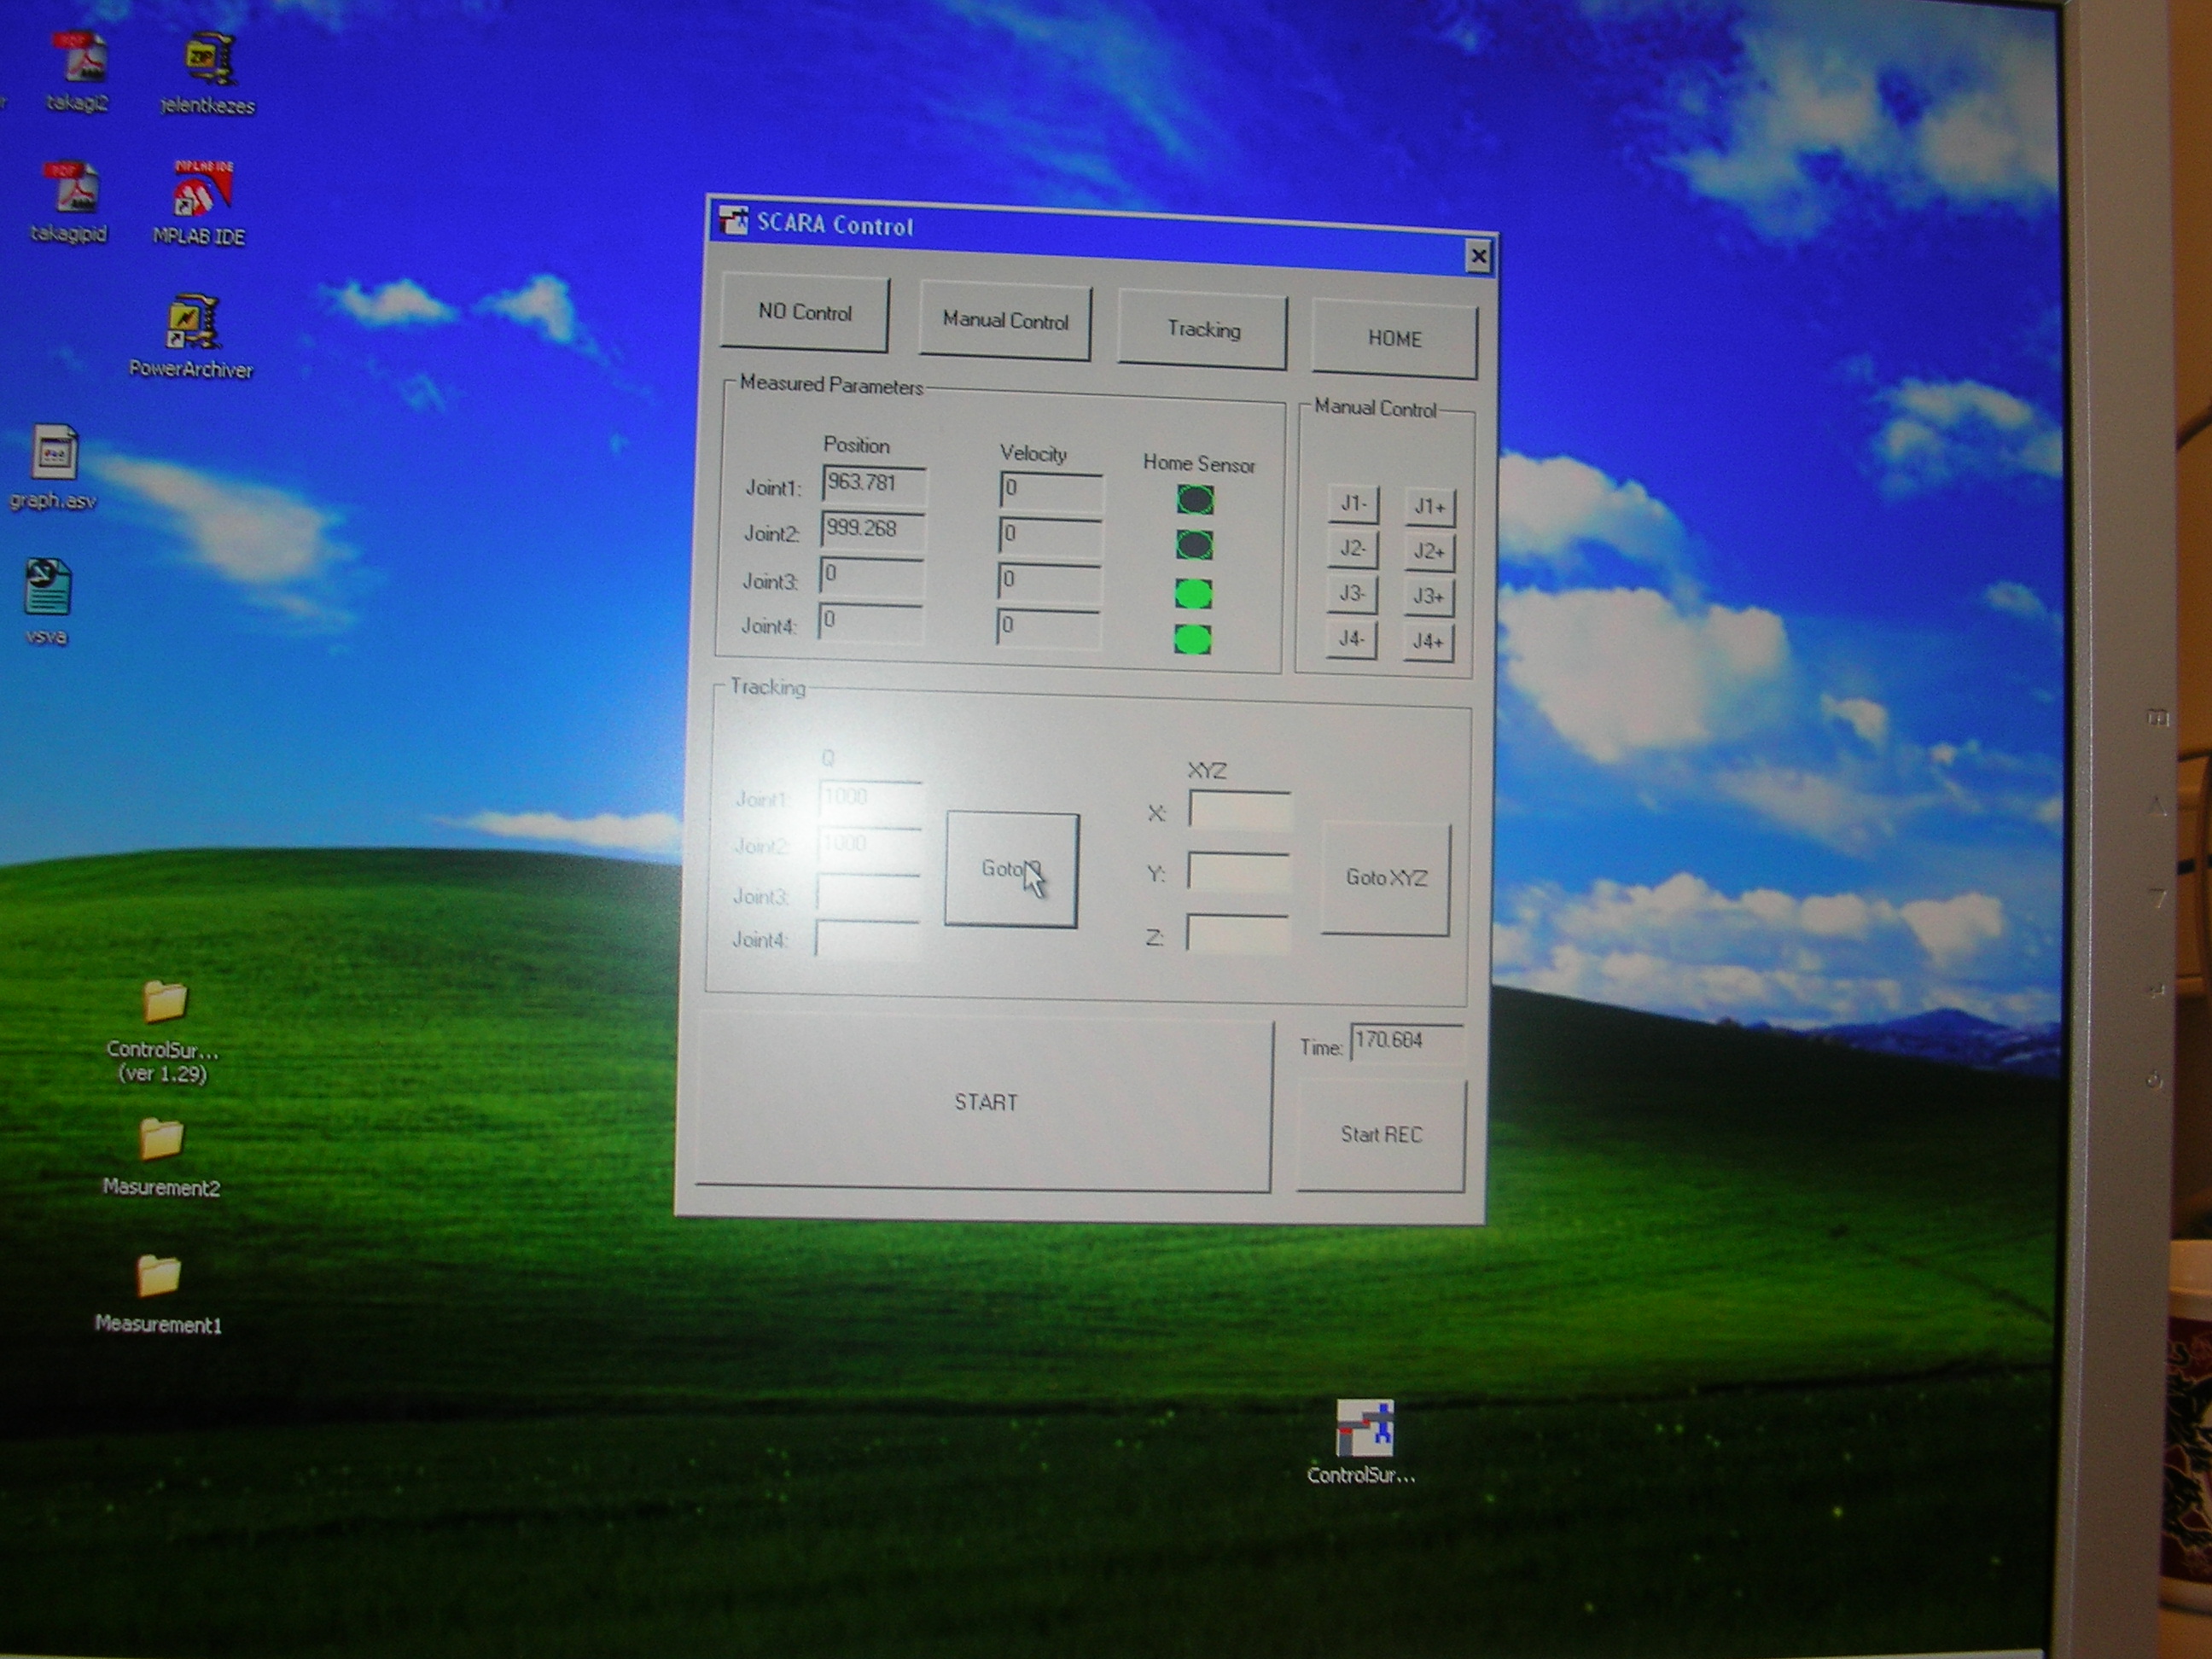 takagi2
jelentkezes
takagipid
MPLAB IDE
MPLAB IDE
PowerArchiver
graph.asv
vsva
ControlSur...
(ver 1.29)
Masurement2
Measurement1
ControlSur...
SCARA Control
NO Control
Manual Control
Tracking
HOME
Measured Parameters
Position
Velocity
Home Sensor
Joint1: 963.781 0
Joint2: 999.268 0
Joint3: 0 0
Joint4: 0 0
Manual Control
J1- J1+
J2- J2+
J3- J3+
J4- J4+
Tracking
Q
Joint1: 1000
Joint2: 1000
Joint3:
Joint4:
Goto
XYZ
X:
Y:
Z:
Goto XYZ
START
Time: 170.684
Start REC